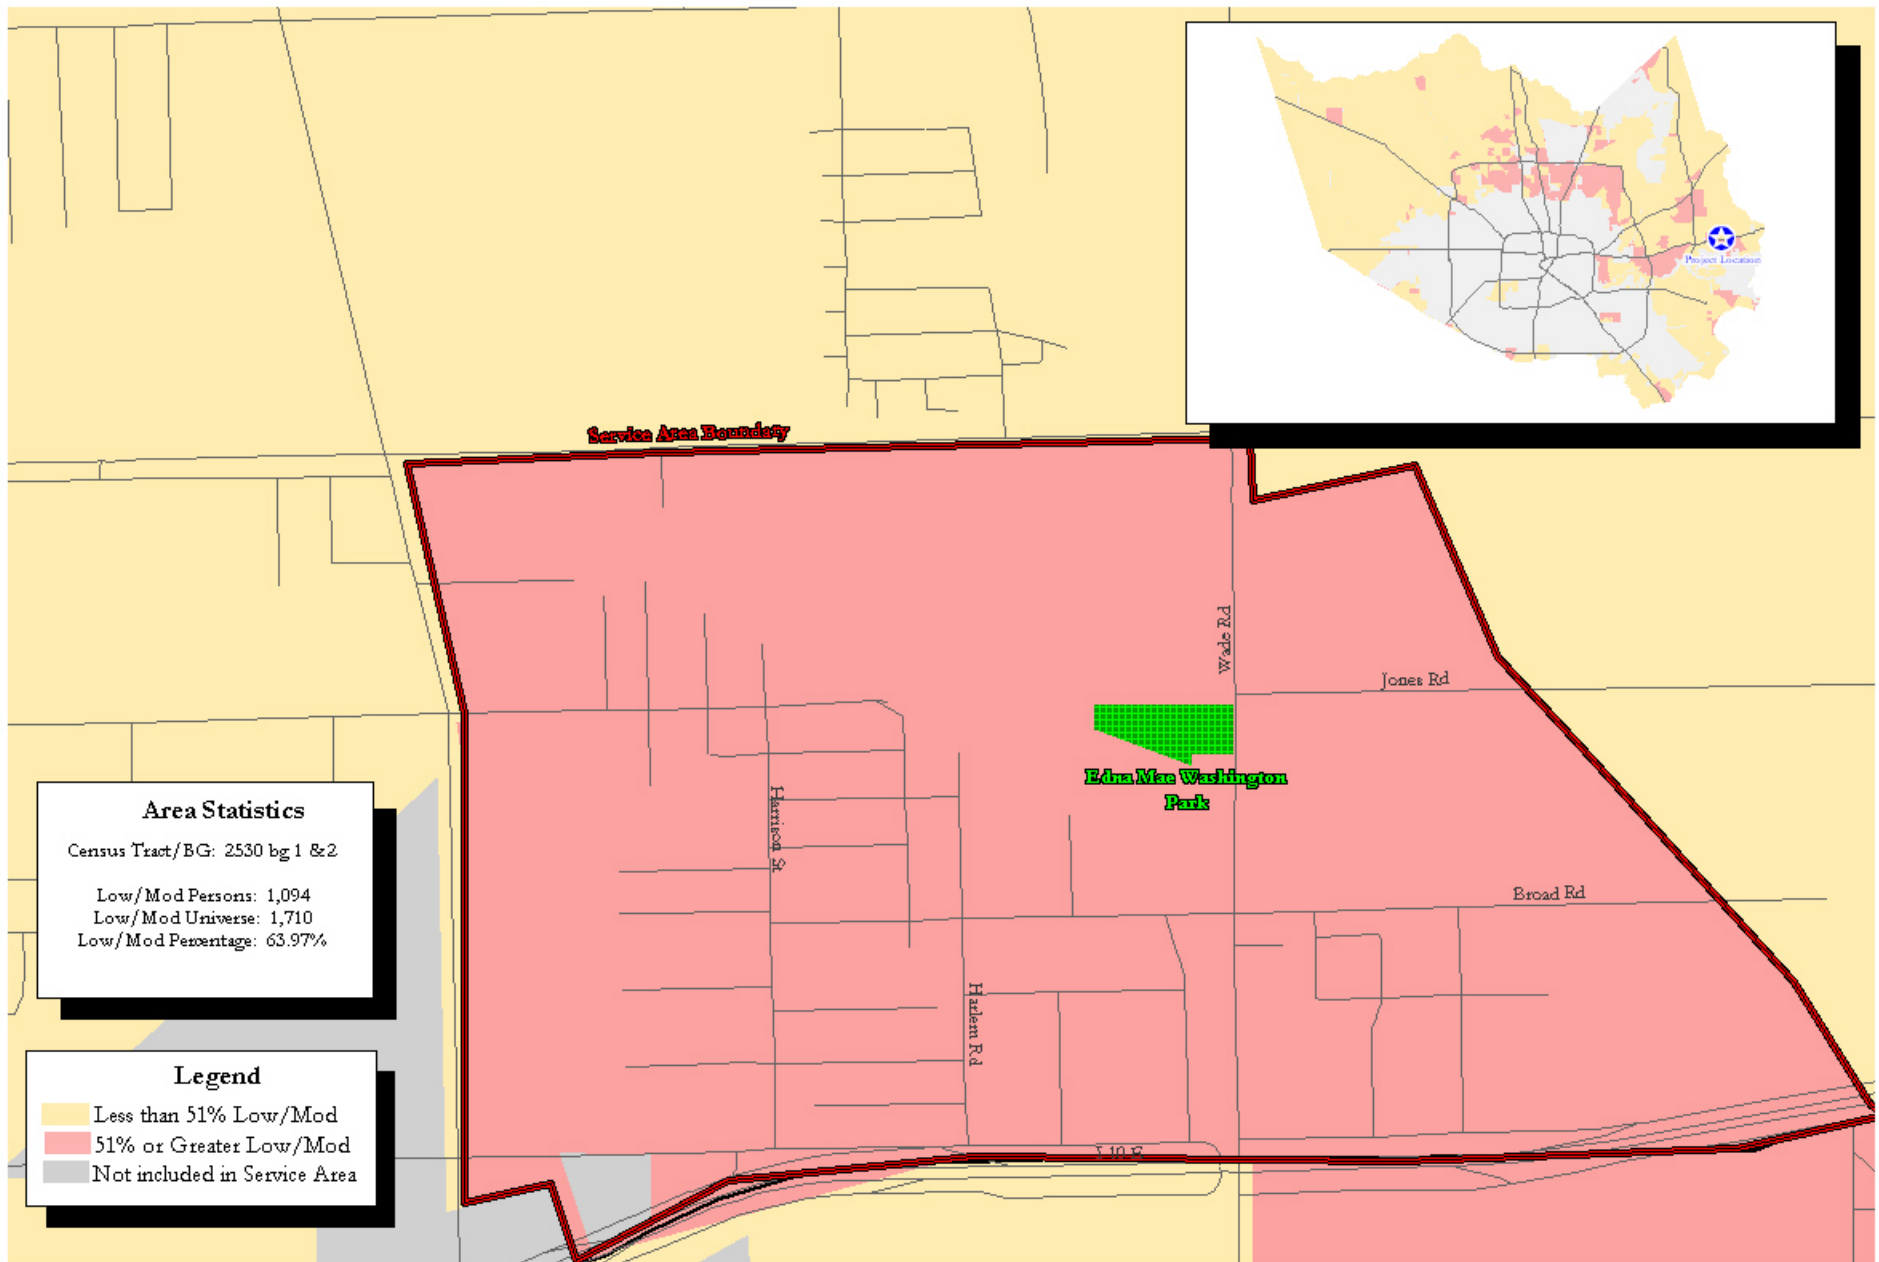 Project Location
Service Area Boundary
Wade Rd
Jones Rd
Edna Mae Washington
Park
Harrison St
Broad Rd
Harlem Rd
I-10 E
Area Statistics
Census Tract/BG: 2530 bg 1 &2
Low/Mod Persons: 1,094
Low/Mod Universe: 1,710
Low/Mod Percentage: 63.97%
Legend
Less than 51% Low/Mod
51% or Greater Low/Mod
Not included in Service Area